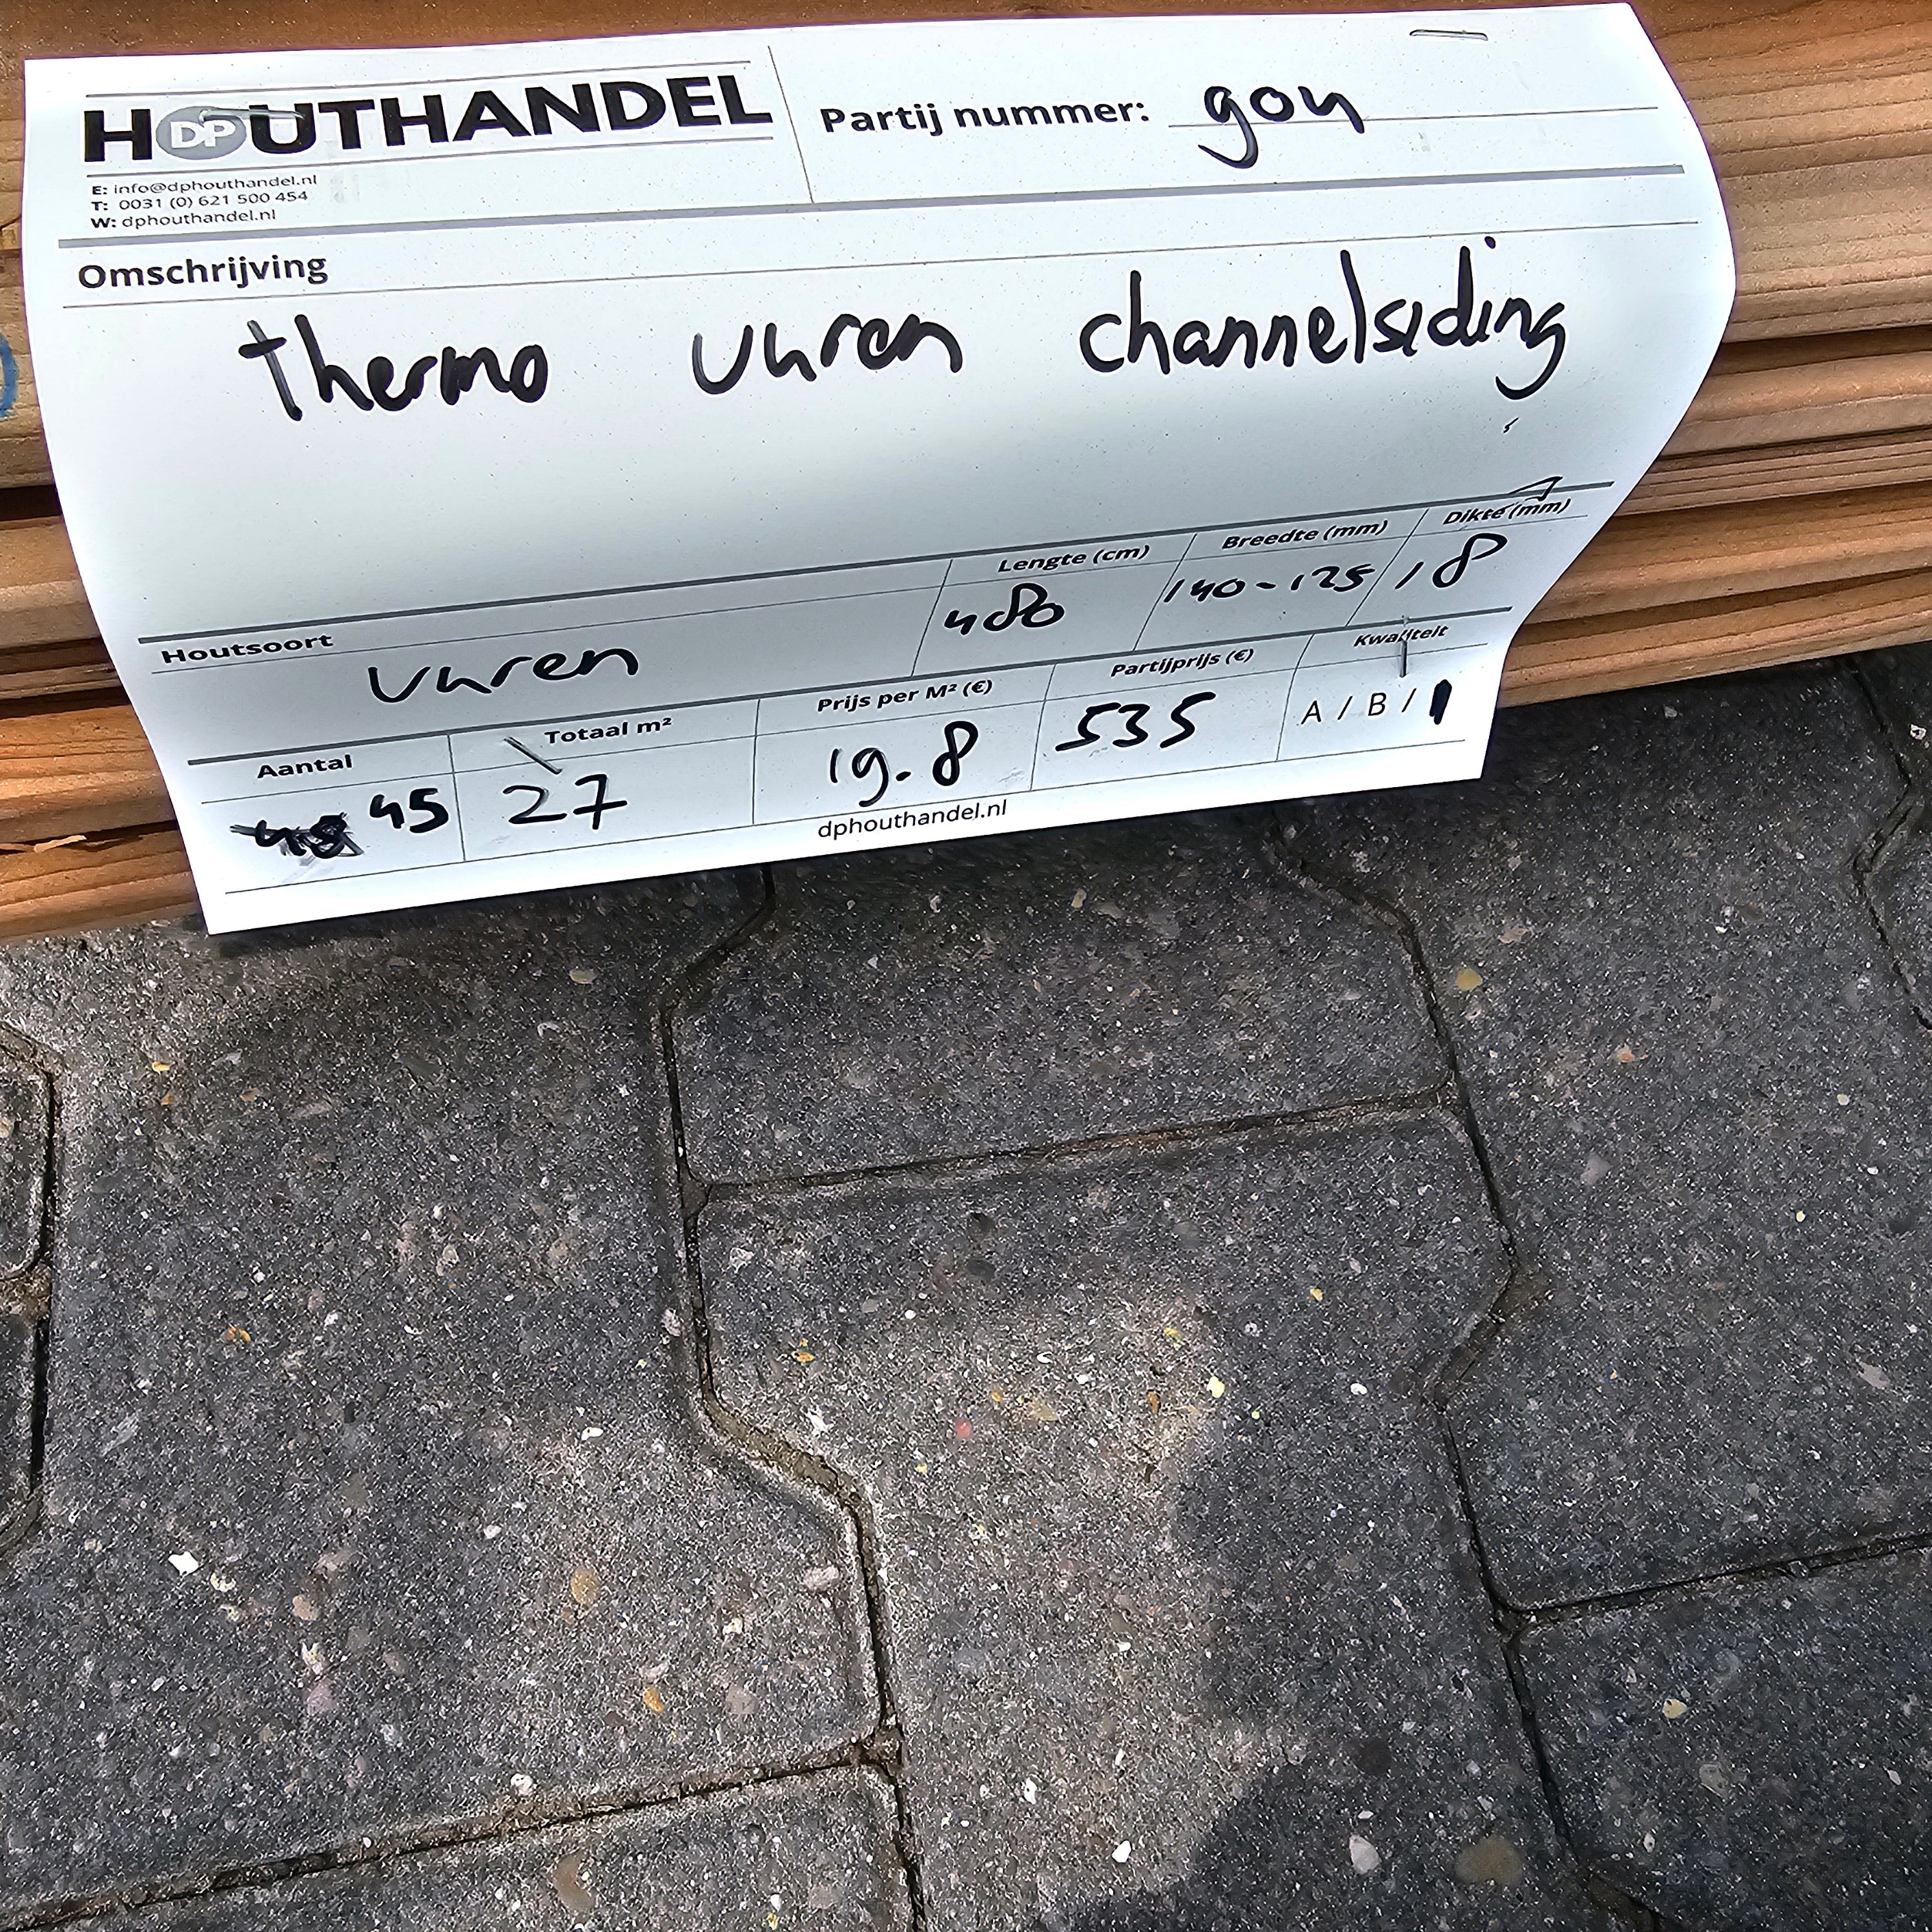 HOUTHANDEL
DP
E: info@dphouthandel.nl
T: 0031 (0) 621 500 454
W: dphouthandel.nl
Partij nummer: 904
Omschrijving
thermo vuren channelsiding
Houtsoort
vuren
Lengte (cm)
480
Breedte (mm)
140-125
Dikte (mm)
18
Aantal
45
Totaal m²
27
Prijs per M² (€)
19.8
Partijprijs (€)
535
Kwaliteit
A / B /
dphouthandel.nl